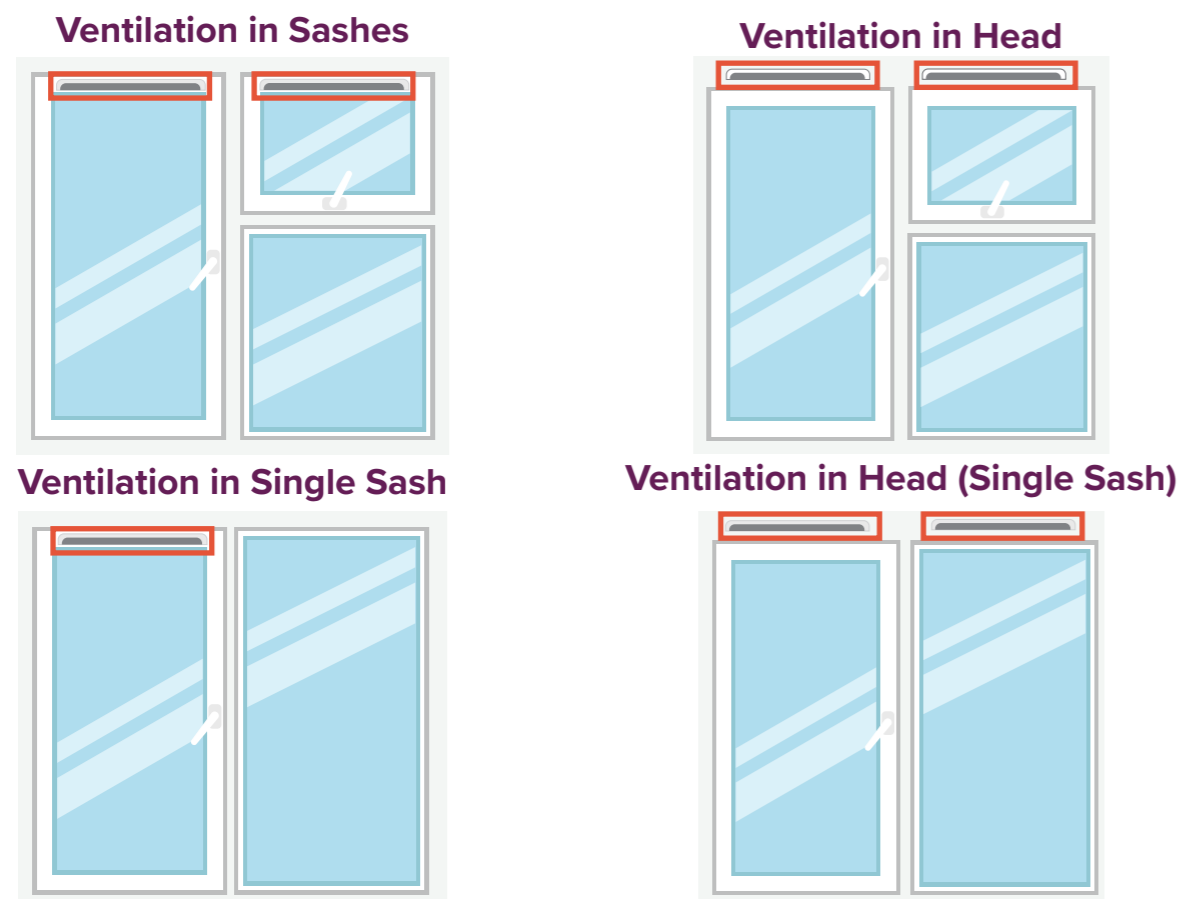 Ventilation in Sashes
Ventilation in Head
Ventilation in Single Sash
Ventilation in Head (Single Sash)